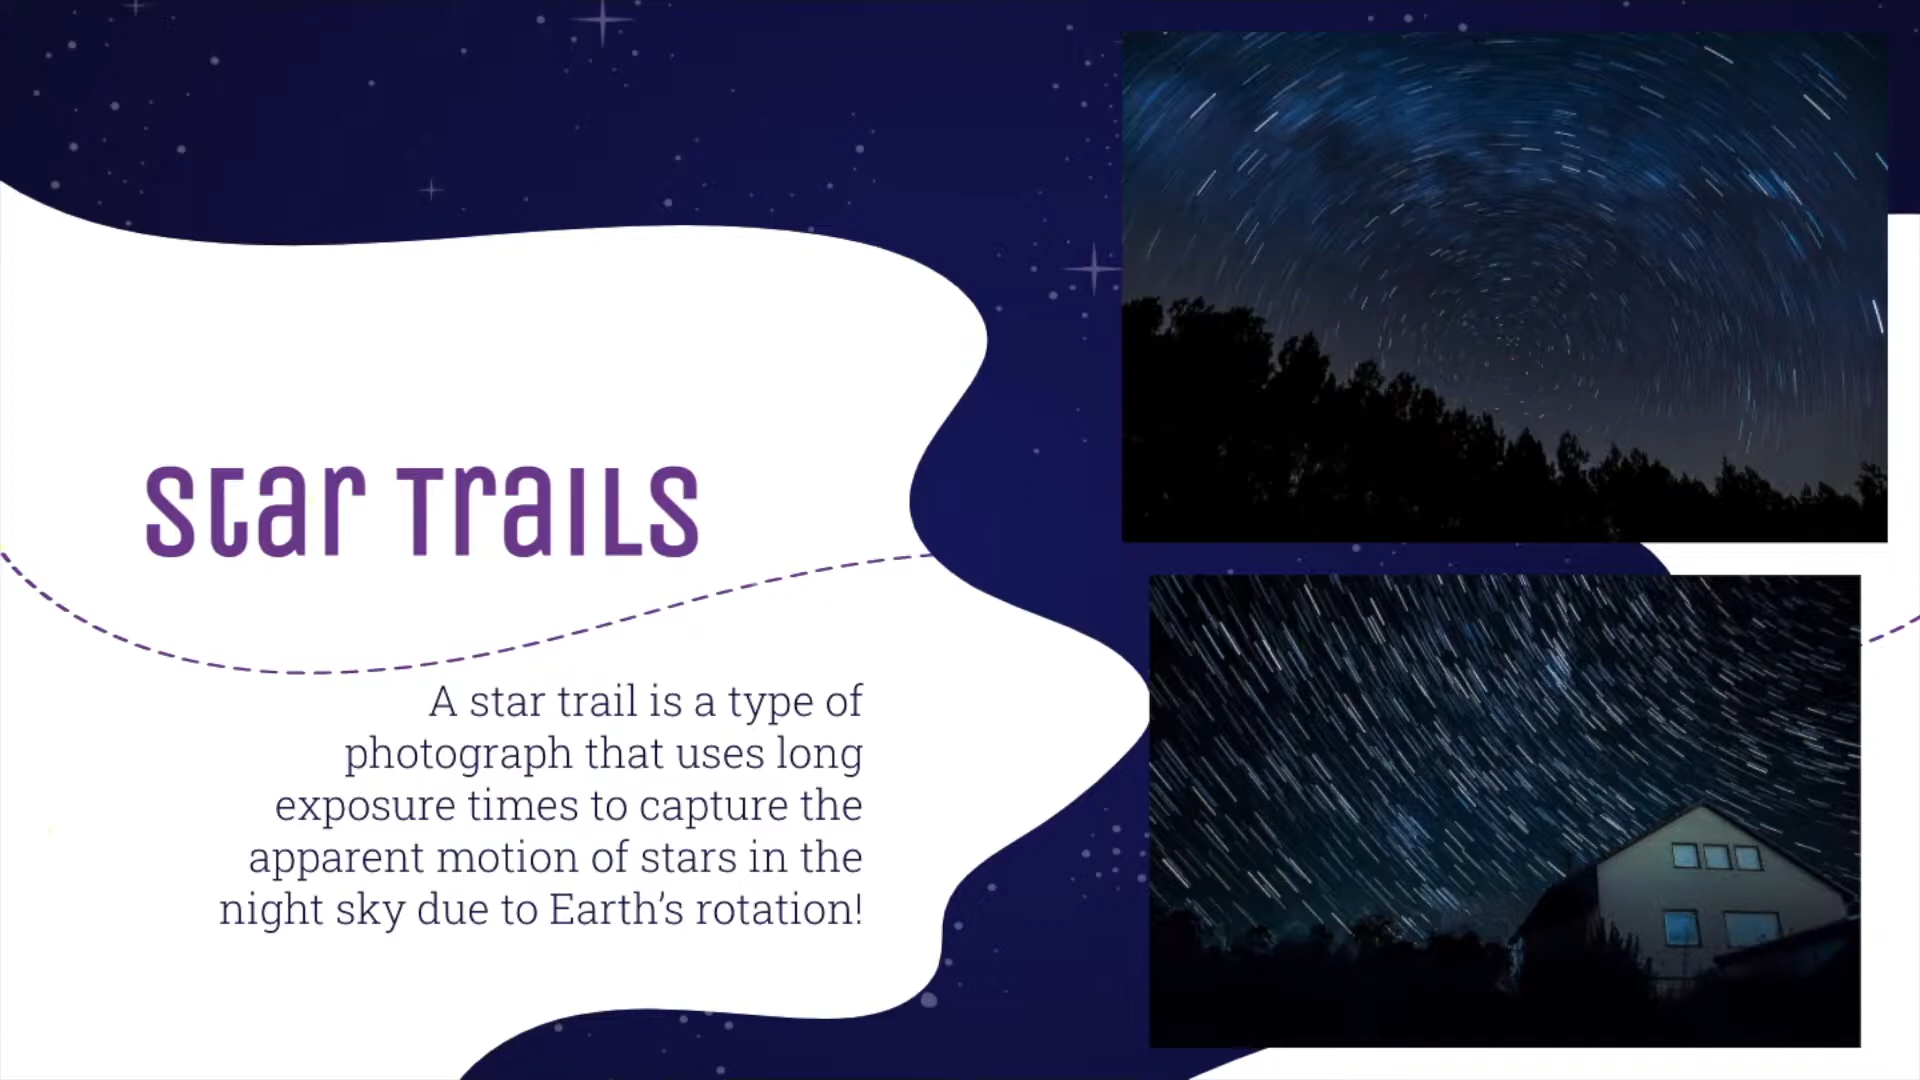 Star Trails
A star trail is a type of
photograph that uses long
exposure times to capture the
apparent motion of stars in the
night sky due to Earth’s rotation!